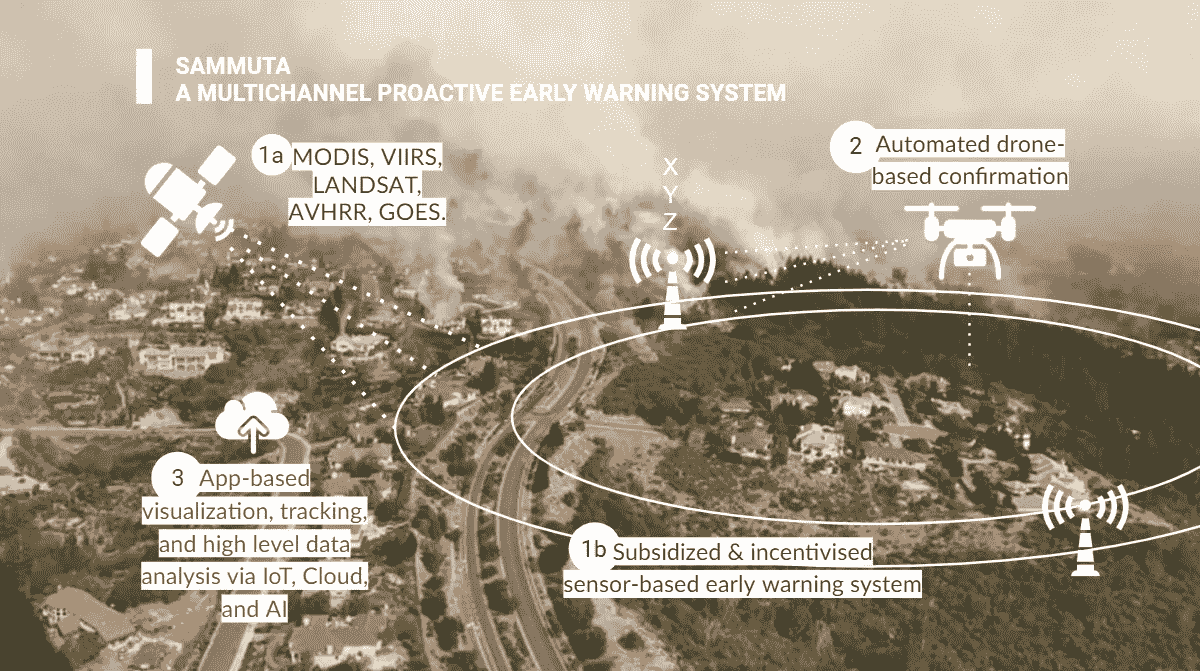 SAMMUTA
A MULTICHANNEL PROACTIVE EARLY WARNING SYSTEM
1a MODIS, VIIRS,
LANDSAT,
AVHRR, GOES.
X
Y
Z
2 Automated drone-
based confirmation
3 App-based
visualization, tracking,
and high level data
analysis via IoT, Cloud,
and AI
1b Subsidized & incentivised
sensor-based early warning system